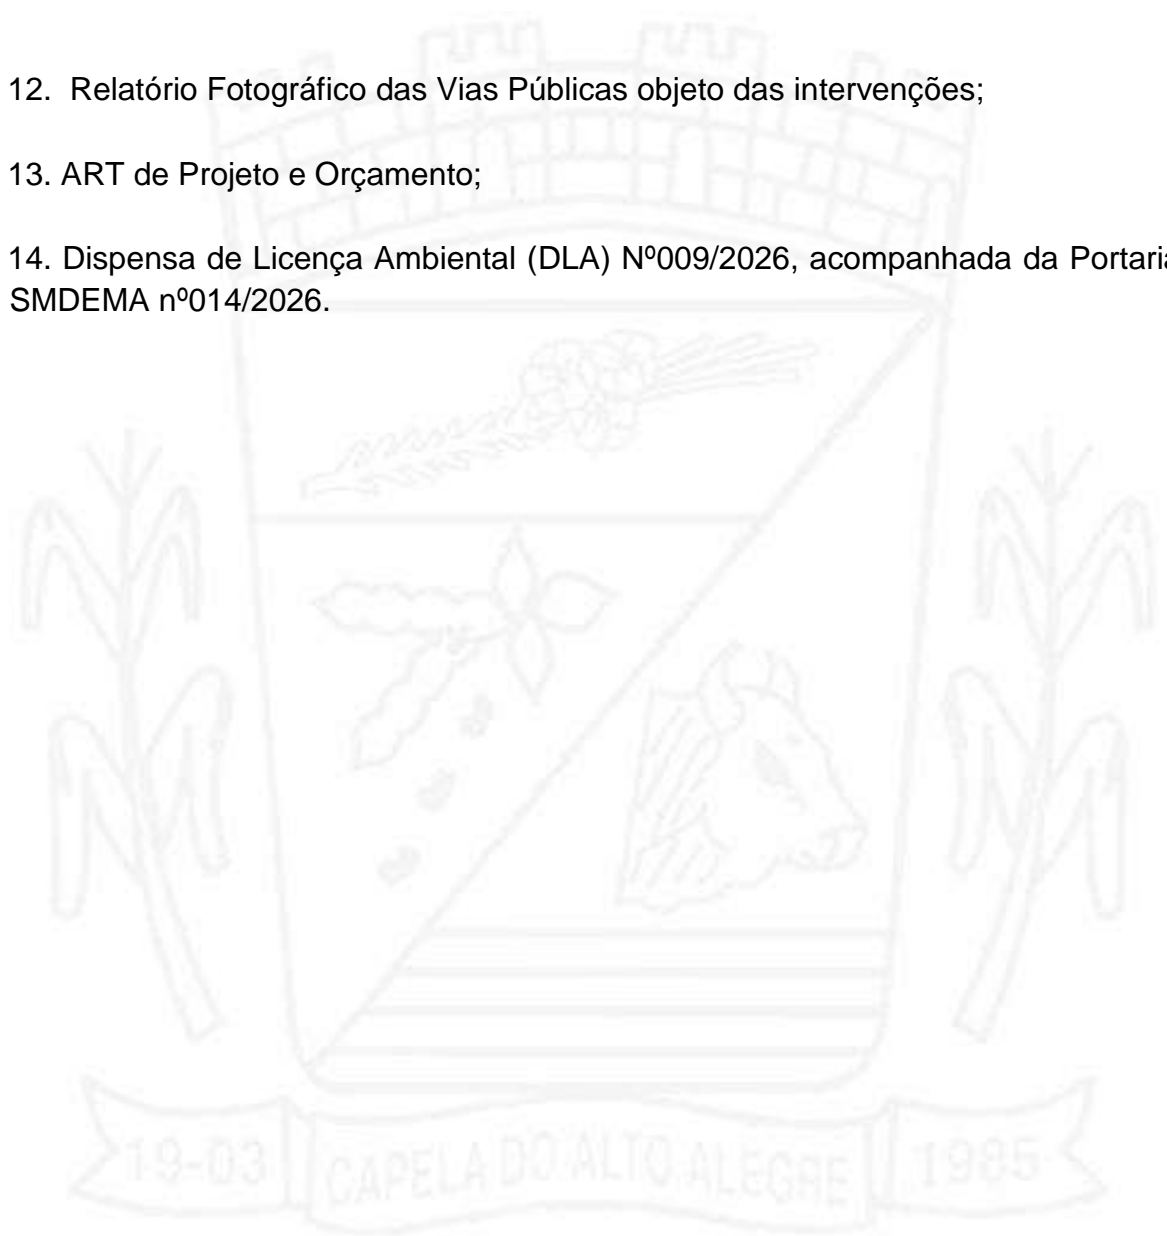 12. Relatório Fotográfico das Vias Públicas objeto das intervenções;
13. ART de Projeto e Orçamento;
14. Dispensa de Licença Ambiental (DLA) Nº009/2026, acompanhada da Portaria
SMDEMA nº014/2026.
19-03 CAPELA DO ALTO ALEGRE 1985